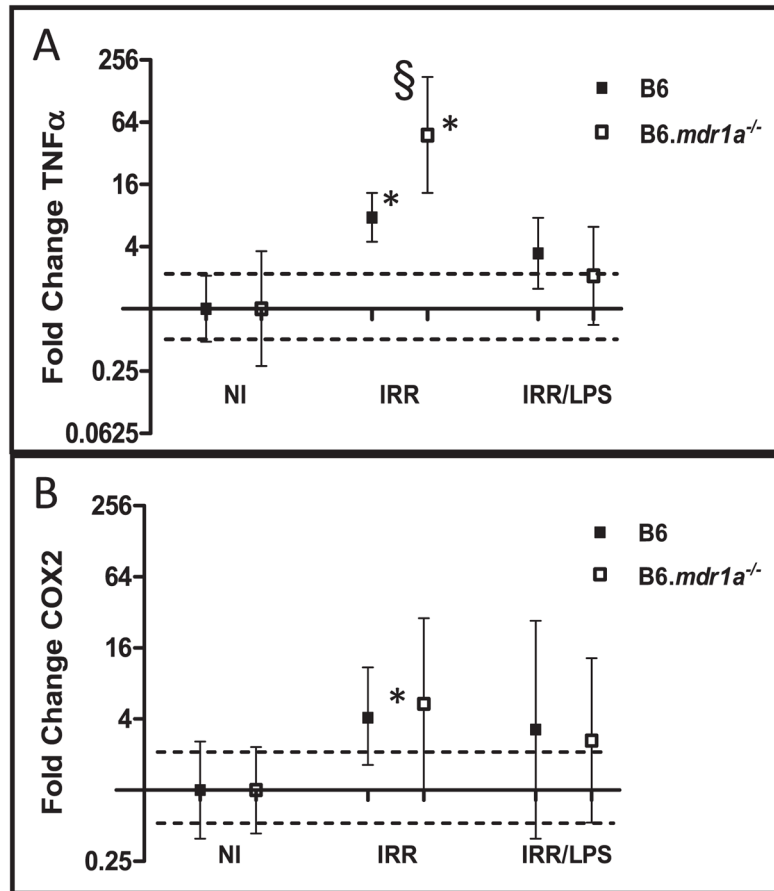 A
Fold Change TNFα
256
64
16
4
0.25
0.0625
§
*
*
B6
B6.mdr1a-/-
NI
IRR
IRR/LPS
B
Fold Change COX2
256
64
16
4
0.25
*
B6
B6.mdr1a-/-
NI
IRR
IRR/LPS